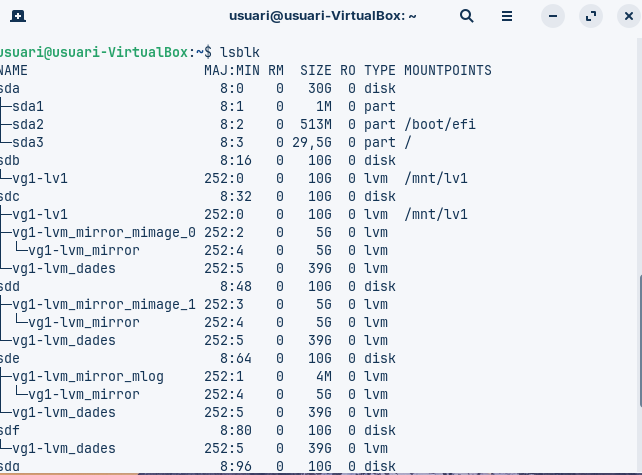 usuari@usuari-VirtualBox: ~
usuari@usuari-VirtualBox:~$ lsblk
NAME MAJ:MIN RM SIZE RO TYPE MOUNTPOINTS
sda 8:0 0 30G 0 disk
├─sda1 8:1 0 1M 0 part
├─sda2 8:2 0 513M 0 part /boot/efi
└─sda3 8:3 0 29,5G 0 part /
sdb 8:16 0 10G 0 disk
└─vg1-lv1 252:0 0 10G 0 lvm /mnt/lv1
sdc 8:32 0 10G 0 disk
├─vg1-lv1 252:0 0 10G 0 lvm /mnt/lv1
├─vg1-lvm_mirror_mimage_0 252:2 0 5G 0 lvm
│ └─vg1-lvm_mirror 252:4 0 5G 0 lvm
└─vg1-lvm_dades 252:5 0 39G 0 lvm
sdd 8:48 0 10G 0 disk
├─vg1-lvm_mirror_mimage_1 252:3 0 5G 0 lvm
│ └─vg1-lvm_mirror 252:4 0 5G 0 lvm
└─vg1-lvm_dades 252:5 0 39G 0 lvm
sde 8:64 0 10G 0 disk
├─vg1-lvm_mirror_mlog 252:1 0 4M 0 lvm
│ └─vg1-lvm_mirror 252:4 0 5G 0 lvm
└─vg1-lvm_dades 252:5 0 39G 0 lvm
sdf 8:80 0 10G 0 disk
└─vg1-lvm_dades 252:5 0 39G 0 lvm
sdg 8:96 0 10G 0 disk